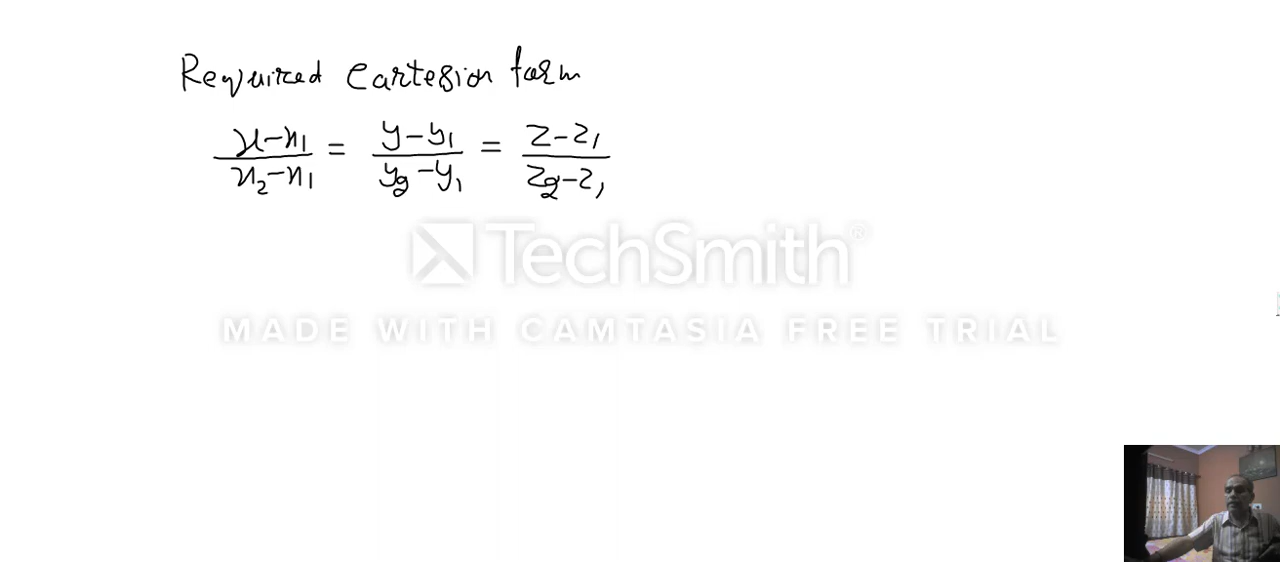 Required Cartesian form
x-x₁/x₂-x₁ = y-y₁/y₂-y₁ = z-z₁/z₂-z₁
TechSmith®
MADE WITH CAMTASIA FREE TRIAL